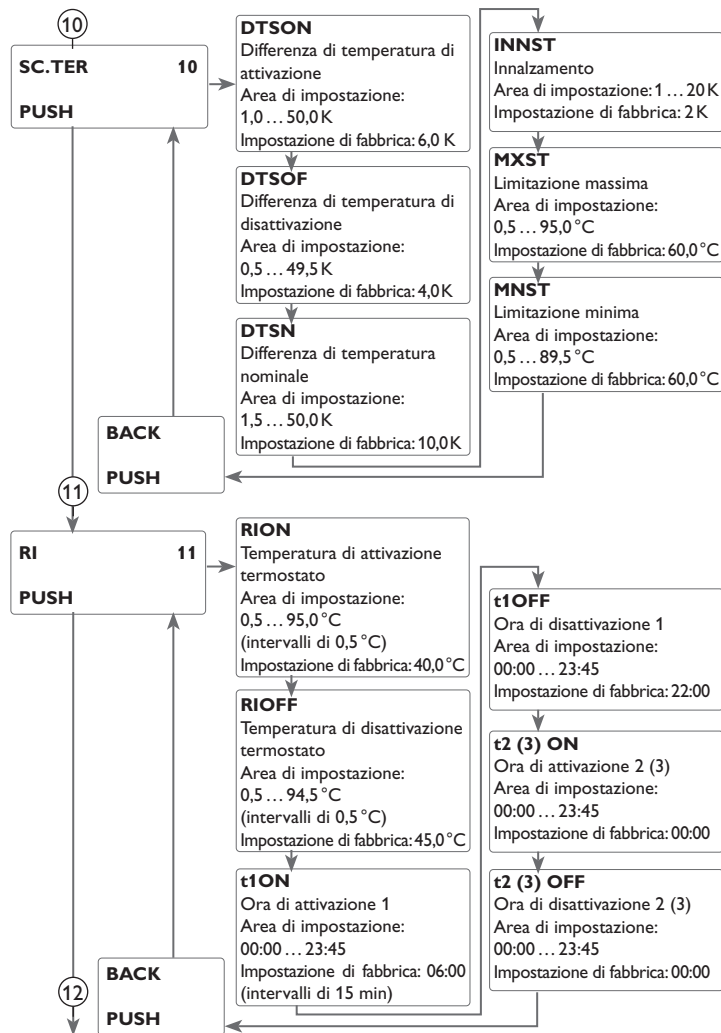 10
SC.TER 10
PUSH
DTSON
Differenza di temperatura di
attivazione
Area di impostazione:
1,0 … 50,0 K
Impostazione di fabbrica: 6,0 K
DTSOF
Differenza di temperatura di
disattivazione
Area di impostazione:
0,5 … 49,5 K
Impostazione di fabbrica: 4,0 K
DTSN
Differenza di temperatura
nominale
Area di impostazione:
1,5 … 50,0 K
Impostazione di fabbrica: 10,0 K
INNST
Innalzamento
Area di impostazione: 1 … 20 K
Impostazione di fabbrica: 2 K
MXST
Limitazione massima
Area di impostazione:
0,5 … 95,0 °C
Impostazione di fabbrica: 60,0 °C
MNST
Limitazione minima
Area di impostazione:
0,5 … 89,5 °C
Impostazione di fabbrica: 60,0 °C
BACK
PUSH
11
RI 11
PUSH
RION
Temperatura di attivazione
termostato
Area di impostazione:
0,5 … 95,0 °C
(intervalli di 0,5 °C)
Impostazione di fabbrica: 40,0 °C
RIOFF
Temperatura di disattivazione
termostato
Area di impostazione:
0,5 … 94,5 °C
(intervalli di 0,5 °C)
Impostazione di fabbrica: 45,0 °C
t1ON
Ora di attivazione 1
Area di impostazione:
00:00 … 23:45
Impostazione di fabbrica: 06:00
(intervalli di 15 min)
t1OFF
Ora di disattivazione 1
Area di impostazione:
00:00 … 23:45
Impostazione di fabbrica: 22:00
t2 (3) ON
Ora di attivazione 2 (3)
Area di impostazione:
00:00 … 23:45
Impostazione di fabbrica: 00:00
t2 (3) OFF
Ora di disattivazione 2 (3)
Area di impostazione:
00:00 … 23:45
Impostazione di fabbrica: 00:00
BACK
PUSH
12